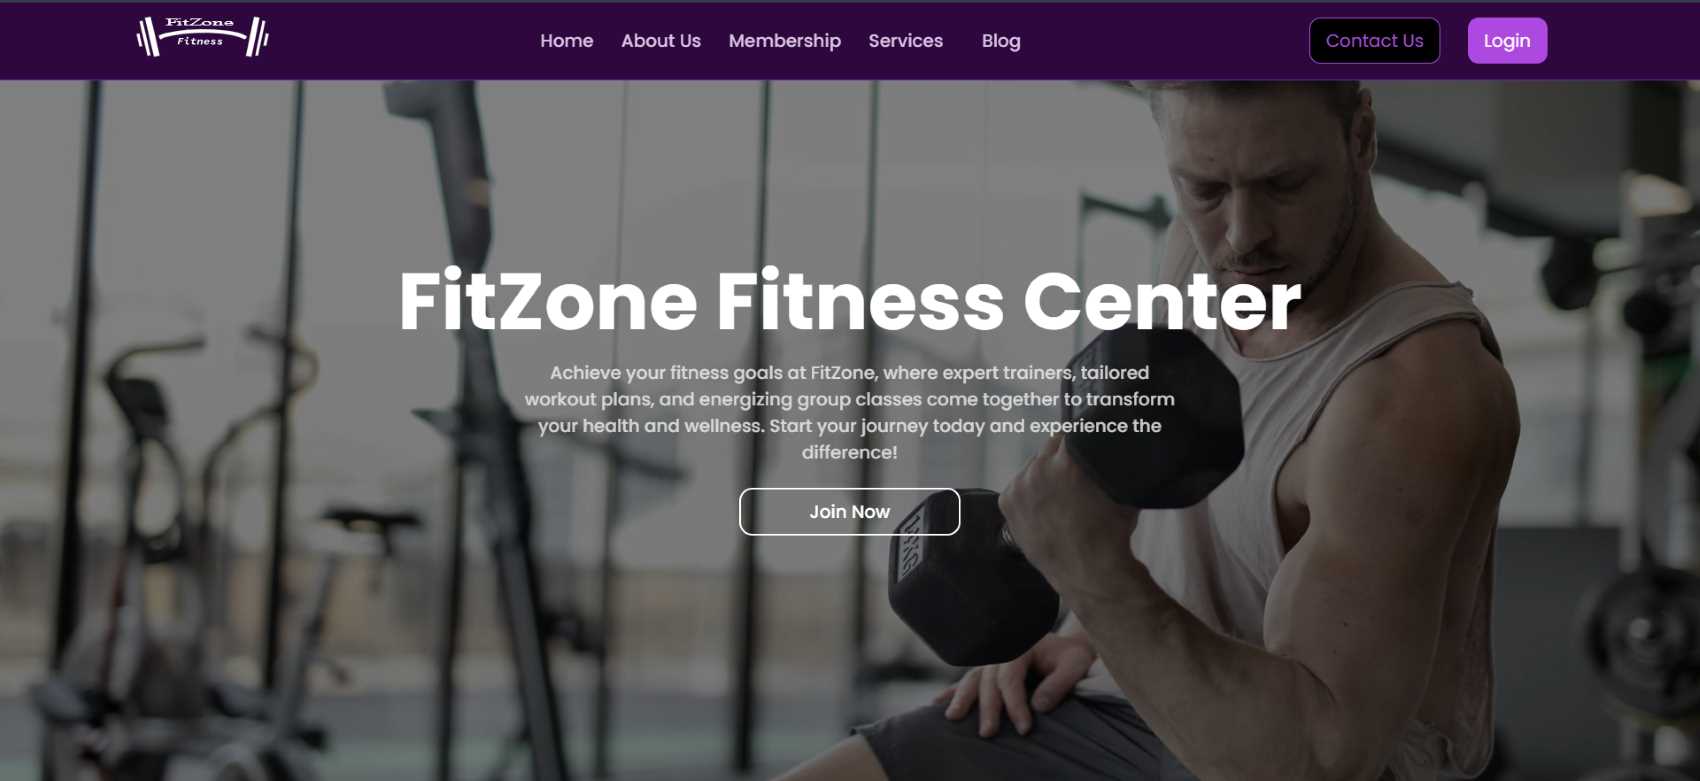 FitZone
Fitness
Home About Us Membership Services Blog Contact Us Login
FitZone Fitness Center
Achieve your fitness goals at FitZone, where expert trainers, tailored
workout plans, and energizing group classes come together to transform
your health and wellness. Start your journey today and experience the
difference!
Join Now